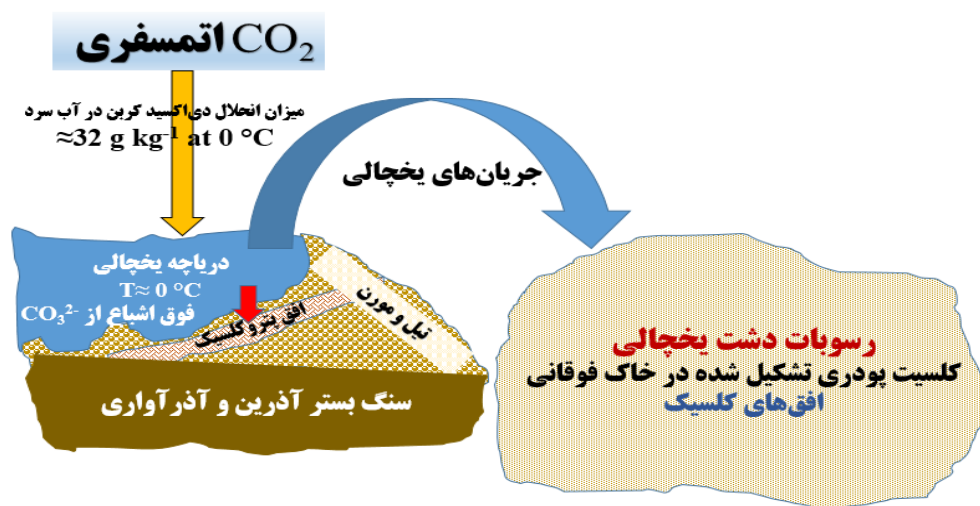 CO₂ اتمسفری
میزان انحلال دی‌اکسید کربن در آب سرد
≈32 g kg⁻¹ at 0 °C
جریان‌های یخچالی
دریاچه یخچالی
T≈ 0 °C
فوق اشباع از CO₃²⁻
افق پتروکلسیک
تیل و مورن
سنگ بستر آذرین و آذرآواری
رسوبات دشت یخچالی
کلسیت پودری تشکیل شده در خاک فوقانی
افق‌های کلسیک